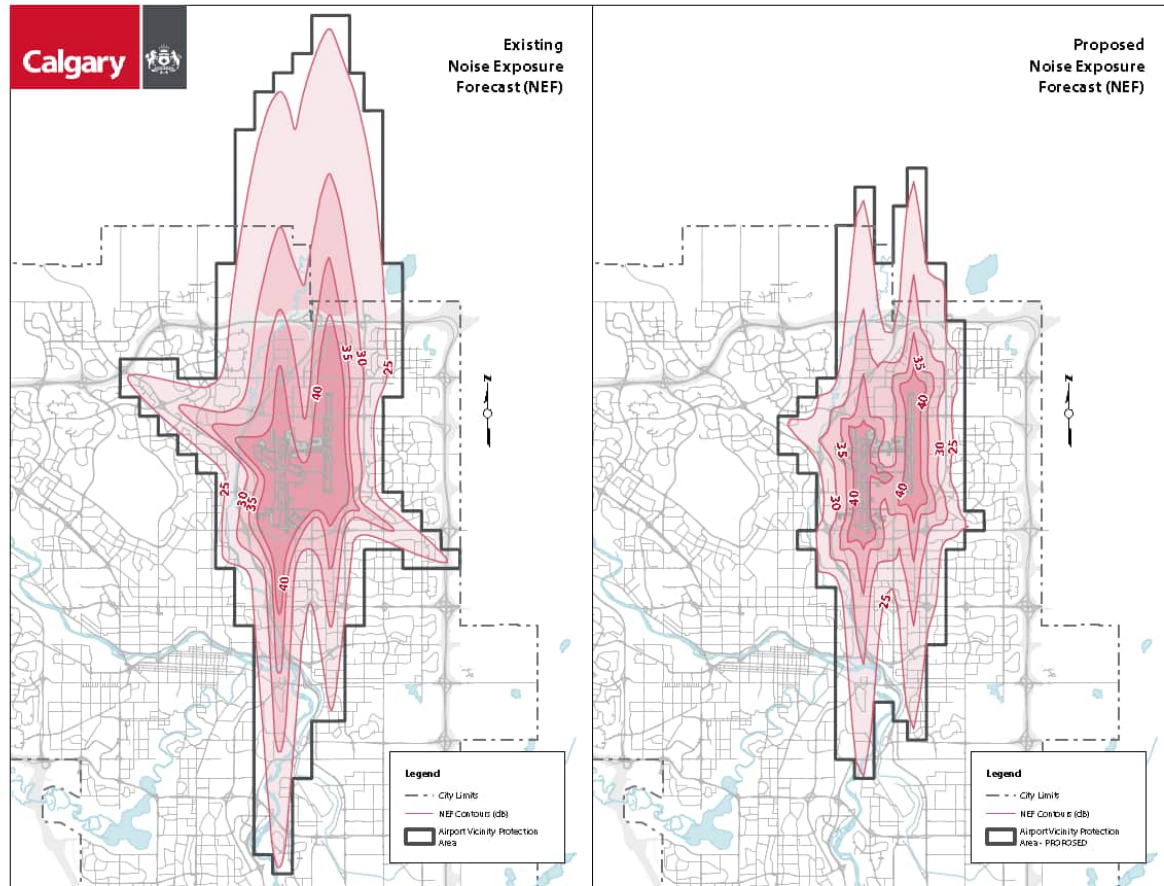 Calgary
Existing
Noise Exposure
Forecast (NEF)
35
30
25
40
N
25
30
35
40
Legend
City Limits
NEF Contours (dB)
Airport Vicinity Protection
Area
Proposed
Noise Exposure
Forecast (NEF)
35
40
N
35
30
25
40
40
30
25
Legend
City Limits
NEF Contours (dB)
Airport Vicinity Protection
Area - PROPOSED